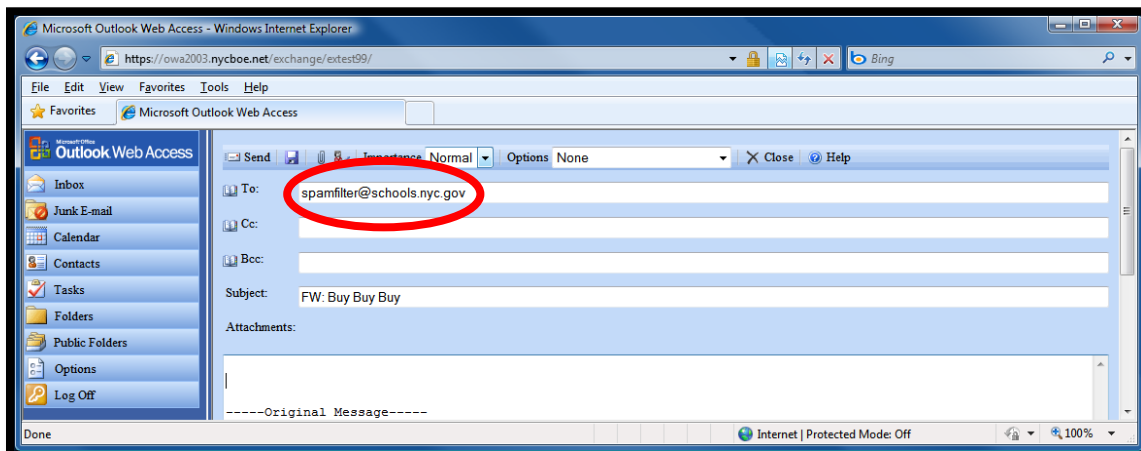 Microsoft Outlook Web Access - Windows Internet Explorer
https://owa2003.nycboe.net/exchange/extest99/
Bing
File Edit View Favorites Tools Help
Favorites Microsoft Outlook Web Access
Microsoft Office
Outlook Web Access
Send Importance Normal Options None Close Help
Inbox
To: spamfilter@schools.nyc.gov
Junk E-mail
Cc:
Calendar
Contacts
Bcc:
Tasks
Subject: FW: Buy Buy Buy
Folders
Attachments:
Public Folders
Options
Log Off
-----Original Message-----
Done Internet | Protected Mode: Off 100%